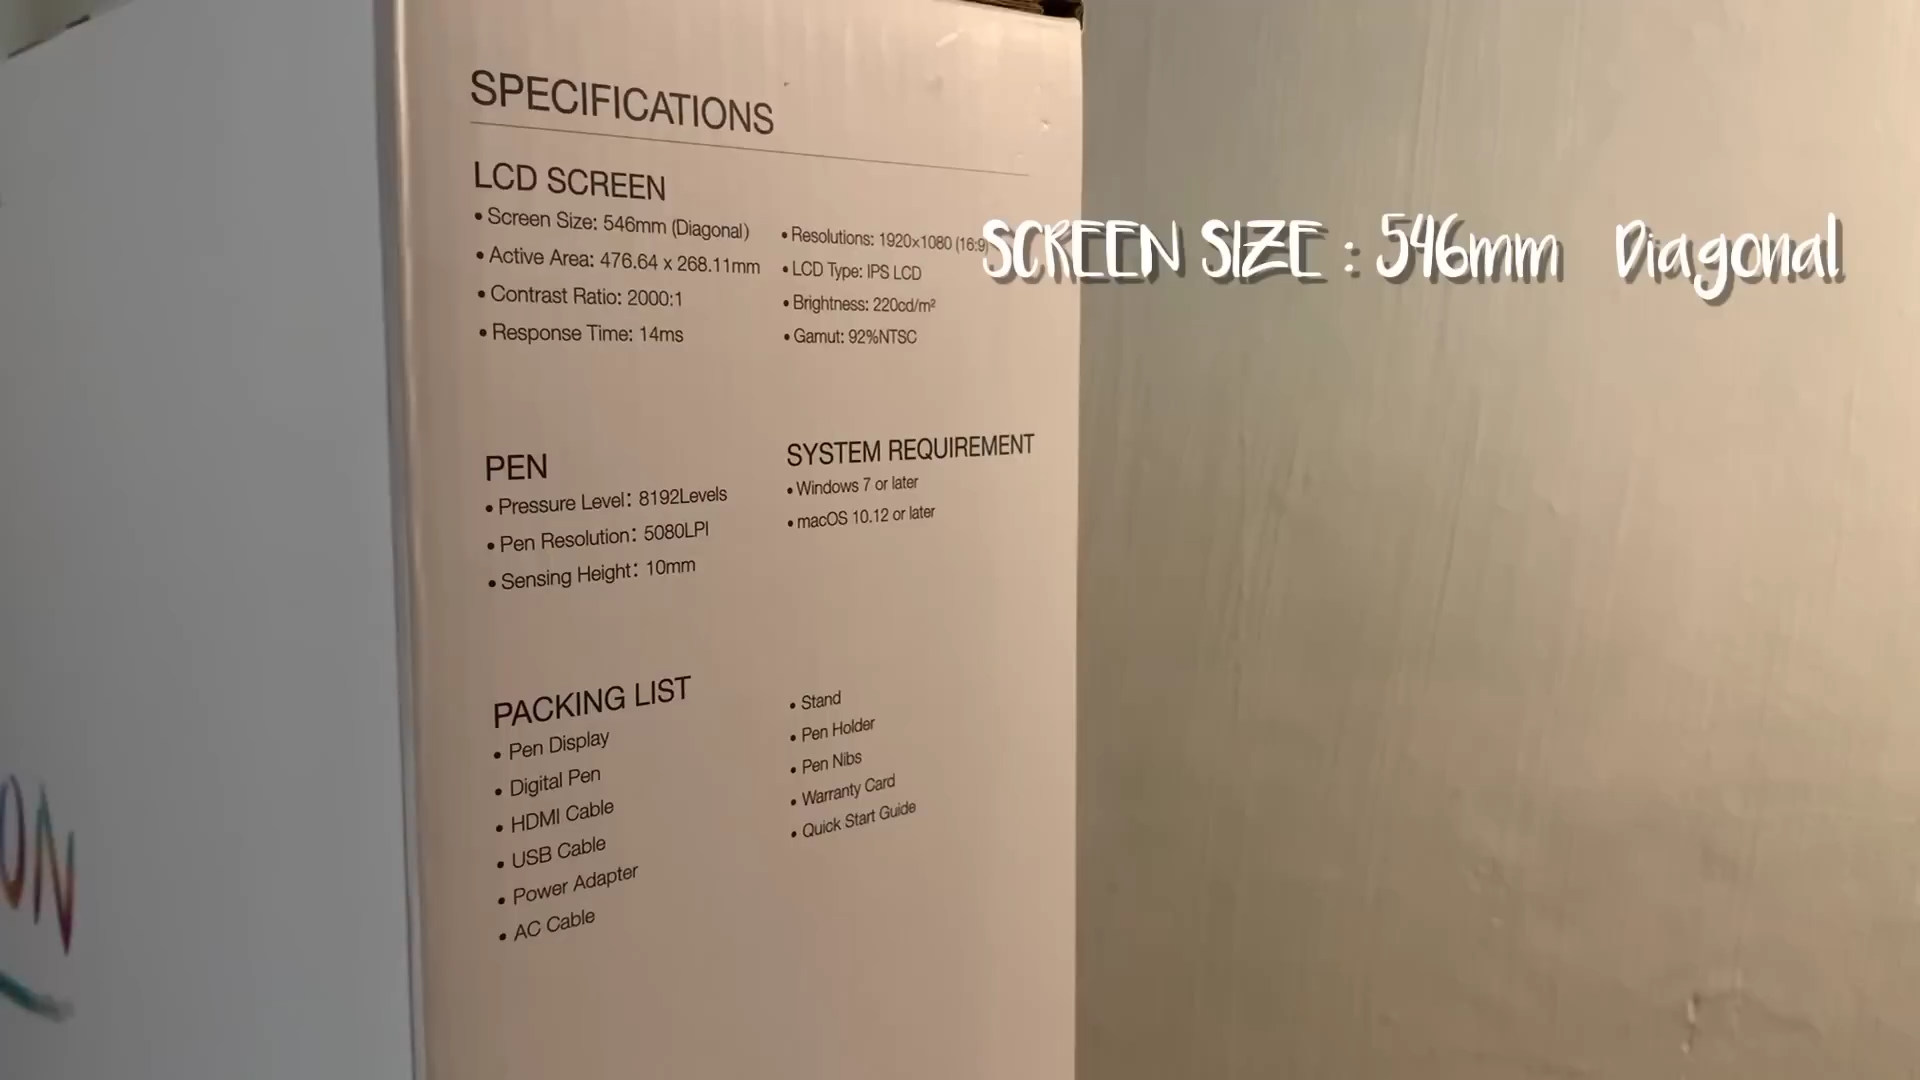 SPECIFICATIONS
LCD SCREEN
• Screen Size: 546mm (Diagonal)
• Active Area: 476.64 x 268.11mm
• Contrast Ratio: 2000:1
• Response Time: 14ms
• Resolutions: 1920×1080 (16:9)
• LCD Type: IPS LCD
• Brightness: 220cd/m²
• Gamut: 92%NTSC
SCREEN SIZE : 546mm Diagonal
PEN
• Pressure Level: 8192Levels
• Pen Resolution: 5080LPI
• Sensing Height: 10mm
SYSTEM REQUIREMENT
• Windows 7 or later
• macOS 10.12 or later
PACKING LIST
• Pen Display
• Digital Pen
• HDMI Cable
• USB Cable
• Power Adapter
• AC Cable
• Stand
• Pen Holder
• Pen Nibs
• Warranty Card
• Quick Start Guide
ON